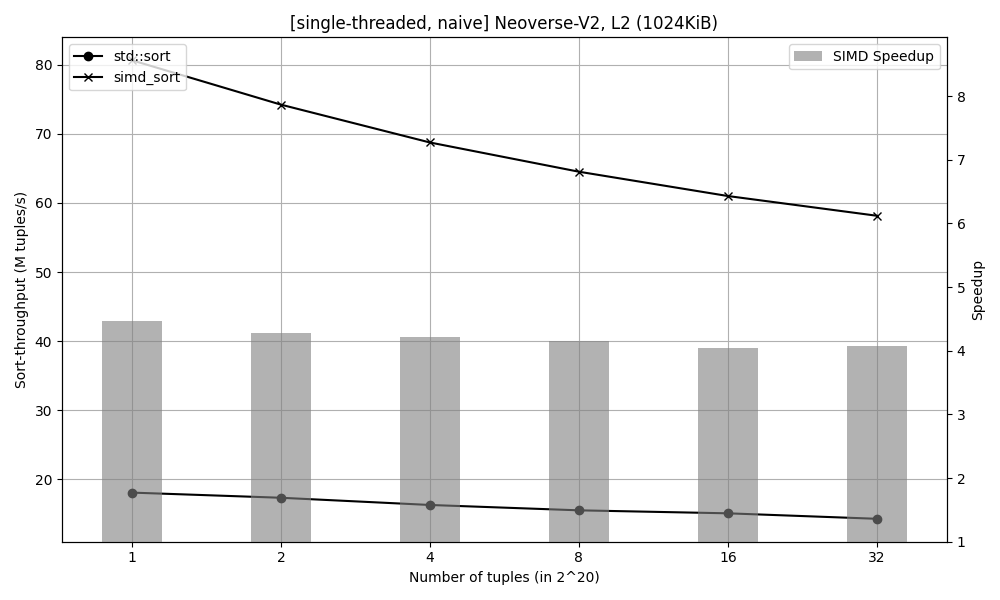 [single-threaded, naive] Neoverse-V2, L2 (1024KiB)
std::sort
simd_sort
SIMD Speedup
Sort-throughput (M tuples/s)
80
70
60
50
40
30
20
8
7
6
5
4
3
2
1
Speedup
1 2 4 8 16 32
Number of tuples (in 2^20)